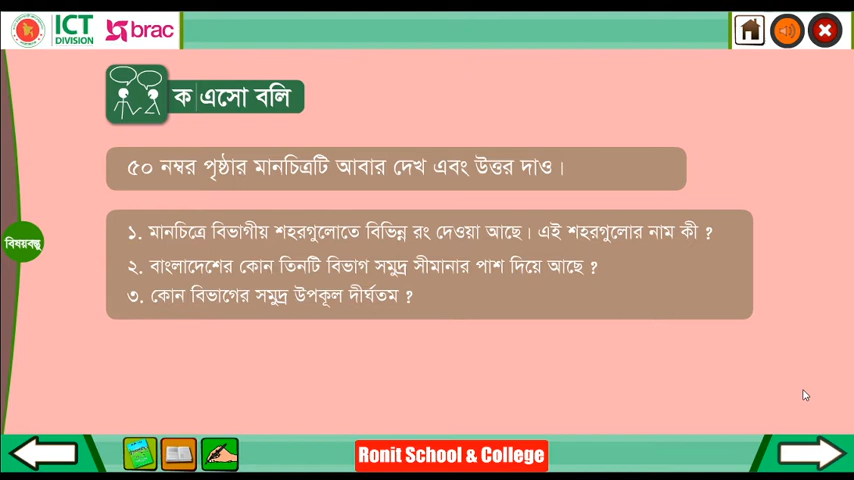 ICT
DIVISION
brac
ক এসো বলি
৫০ নম্বর পৃষ্ঠার মানচিত্রটি আবার দেখ এবং উত্তর দাও।
১. মানচিত্রে বিভাগীয় শহরগুলোতে বিভিন্ন রং দেওয়া আছে। এই শহরগুলোর নাম কী ?
বিষয়বস্তু
২. বাংলাদেশের কোন তিনটি বিভাগ সমুদ্র সীমানার পাশ দিয়ে আছে ?
৩. কোন বিভাগের সমুদ্র উপকূল দীর্ঘতম ?
Ronit School & College